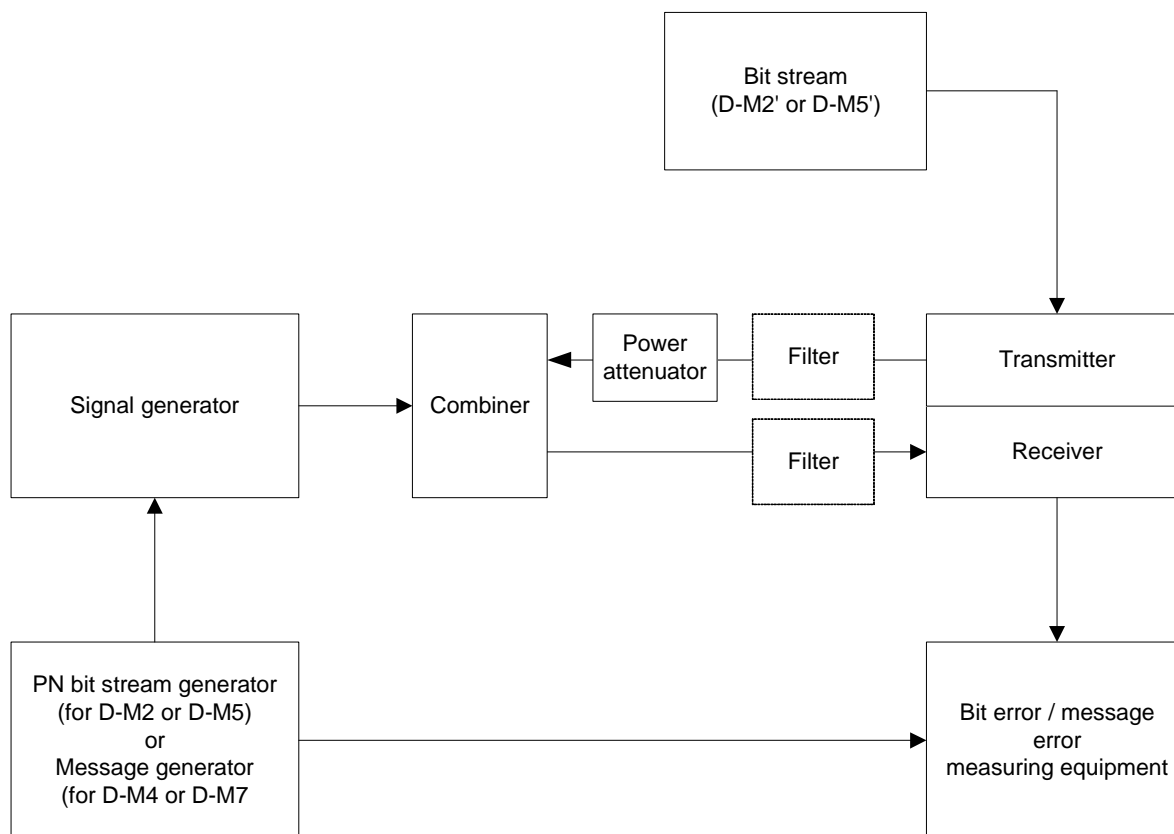 Bit stream
(D-M2' or D-M5')
Signal generator
Combiner
Power
attenuator
Filter
Transmitter
Filter
Receiver
PN bit stream generator
(for D-M2 or D-M5)
or
Message generator
(for D-M4 or D-M7
Bit error / message
error
measuring equipment